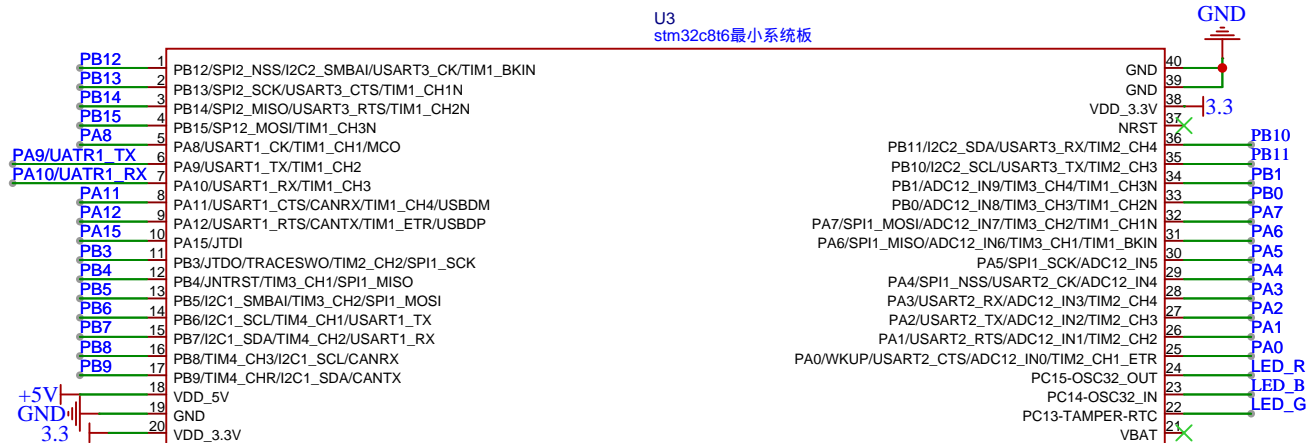 U3
stm32c8t6最小系统板
GND
PB12 1 PB12/SPI2_NSS/I2C2_SMBAI/USART3_CK/TIM1_BKIN
PB13 2 PB13/SPI2_SCK/USART3_CTS/TIM1_CH1N
PB14 3 PB14/SPI2_MISO/USART3_RTS/TIM1_CH2N
PB15 4 PB15/SP12_MOSI/TIM1_CH3N
PA8 5 PA8/USART1_CK/TIM1_CH1/MCO
PA9/UATR1_TX 6 PA9/USART1_TX/TIM1_CH2
PA10/UATR1_RX 7 PA10/USART1_RX/TIM1_CH3
PA11 8 PA11/USART1_CTS/CANRX/TIM1_CH4/USBDM
PA12 9 PA12/USART1_RTS/CANTX/TIM1_ETR/USBDP
PA15 10 PA15/JTDI
PB3 11 PB3/JTDO/TRACESWO/TIM2_CH2/SPI1_SCK
PB4 12 PB4/JNTRST/TIM3_CH1/SPI1_MISO
PB5 13 PB5/I2C1_SMBAI/TIM3_CH2/SPI1_MOSI
PB6 14 PB6/I2C1_SCL/TIM4_CH1/USART1_TX
PB7 15 PB7/I2C1_SDA/TIM4_CH2/USART1_RX
PB8 16 PB8/TIM4_CH3/I2C1_SCL/CANRX
PB9 17 PB9/TIM4_CHR/I2C1_SDA/CANTX
+5V 18 VDD_5V
GND 19 GND
3.3 20 VDD_3.3V
GND 40
GND 39
VDD_3.3V 38 3.3
NRST 37
PB11/I2C2_SDA/USART3_RX/TIM2_CH4 36 PB10
PB10/I2C2_SCL/USART3_TX/TIM2_CH3 35 PB11
PB1/ADC12_IN9/TIM3_CH4/TIM1_CH3N 34 PB1
PB0/ADC12_IN8/TIM3_CH3/TIM1_CH2N 33 PB0
PA7/SPI1_MOSI/ADC12_IN7/TIM3_CH2/TIM1_CH1N 32 PA7
PA6/SPI1_MISO/ADC12_IN6/TIM3_CH1/TIM1_BKIN 31 PA6
PA5/SPI1_SCK/ADC12_IN5 30 PA5
PA4/SPI1_NSS/USART2_CK/ADC12_IN4 29 PA4
PA3/USART2_RX/ADC12_IN3/TIM2_CH4 28 PA3
PA2/USART2_TX/ADC12_IN2/TIM2_CH3 27 PA2
PA1/USART2_RTS/ADC12_IN1/TIM2_CH2 26 PA1
PA0/WKUP/USART2_CTS/ADC12_IN0/TIM2_CH1_ETR 25 PA0
PC15-OSC32_OUT 24 LED_R
PC14-OSC32_IN 23 LED_B
PC13-TAMPER-RTC 22 LED_G
VBAT 21